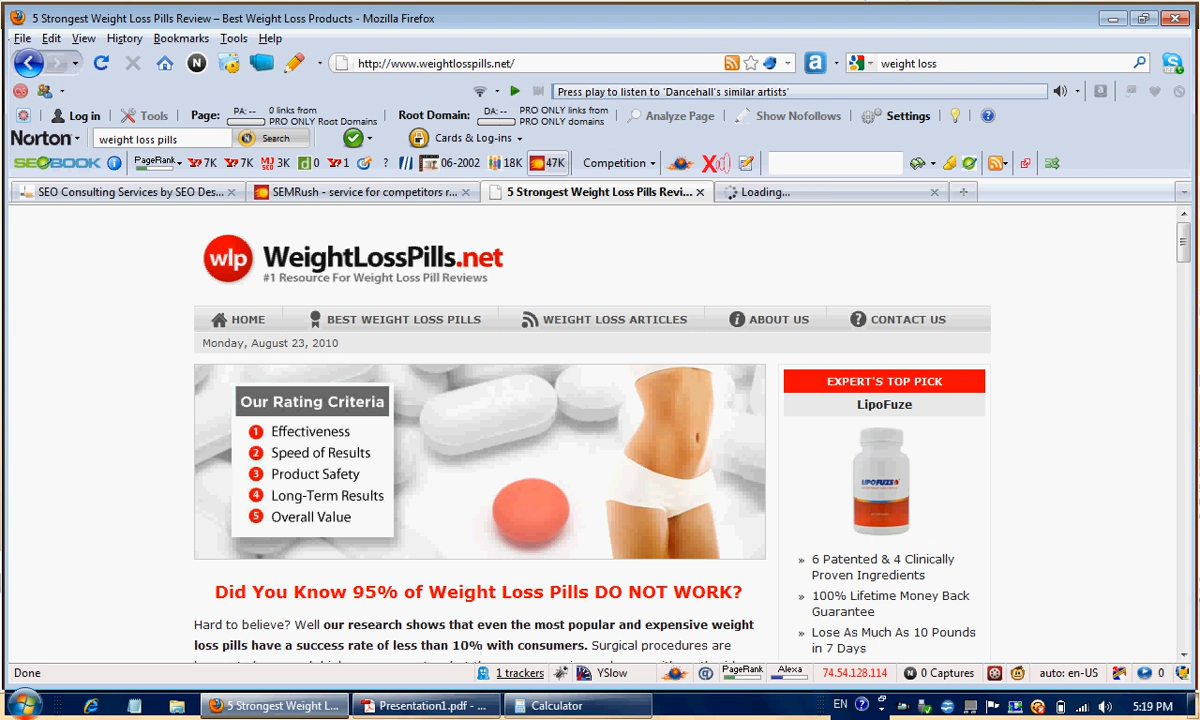 5 Strongest Weight Loss Pills Review – Best Weight Loss Products - Mozilla Firefox
File Edit View History Bookmarks Tools Help
http://www.weightlosspills.net/
a
weight loss
Press play to listen to 'Dancehall's similar artists'
Log in Tools Page: PA: -- 0 links from PRO ONLY Root Domains Root Domain: DA: -- PRO ONLY links from PRO ONLY domains Analyze Page Show Nofollows Settings
Norton weight loss pills Search Cards & Log-ins
SEOBOOK PageRank Y? 7K Y? 7K MJ SEO 3K 0 Y? 1 ? 06-2002 18K 47K Competition
SEO Consulting Services by SEO Des... SEMRush - service for competitors r... 5 Strongest Weight Loss Pills Revi... Loading...
wlp WeightLossPills.net
#1 Resource For Weight Loss Pill Reviews
HOME BEST WEIGHT LOSS PILLS WEIGHT LOSS ARTICLES ABOUT US CONTACT US
Monday, August 23, 2010
Our Rating Criteria
1 Effectiveness
2 Speed of Results
3 Product Safety
4 Long-Term Results
5 Overall Value
EXPERT'S TOP PICK
LipoFuze
LIPOFUZE
» 6 Patented & 4 Clinically
Proven Ingredients
» 100% Lifetime Money Back
Guarantee
» Lose As Much As 10 Pounds
in 7 Days
Did You Know 95% of Weight Loss Pills DO NOT WORK?
Hard to believe? Well our research shows that even the most popular and expensive weight
loss pills have a success rate of less than 10% with consumers. Surgical procedures are
Done 1 trackers YSlow @ PageRank Alexa 74.54.128.114 0 Captures auto: en-US 0
5 Strongest Weight L... Presentation1.pdf - ... Calculator EN 5:19 PM